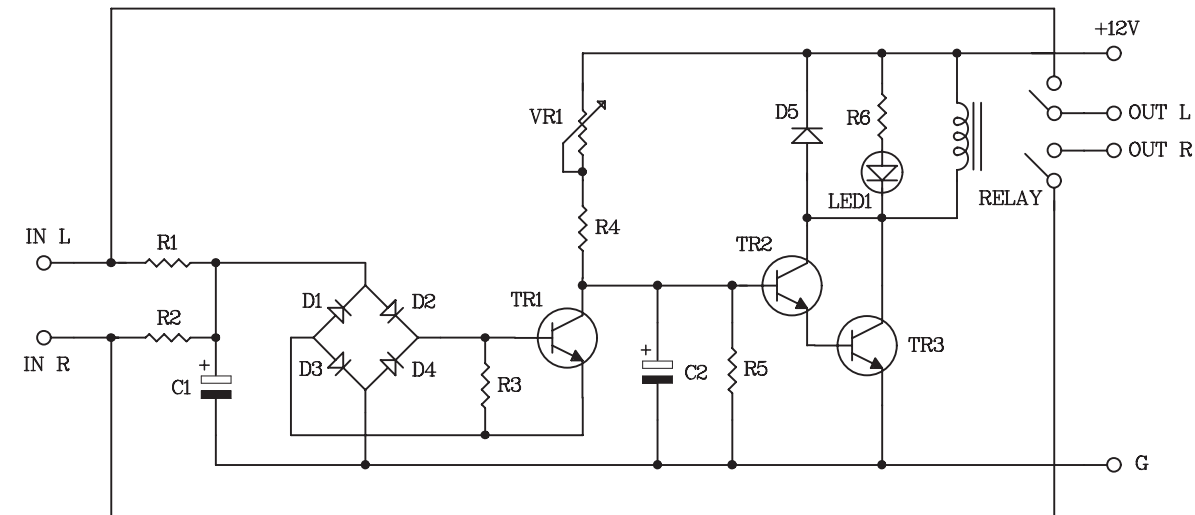 +12V
VR1
D5
R6
OUT L
OUT R
LED1
RELAY
R4
IN L
R1
TR2
D1
D2
TR1
R2
TR3
IN R
D3
D4
R3
C1
+
+
C2
R5
G